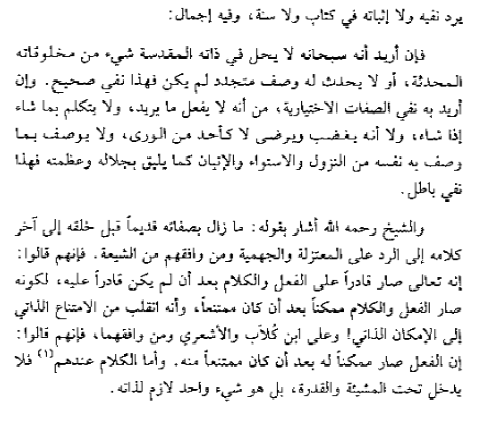 يرد نفيه ولا إثباته في كتاب ولا سنة، وفيه إجمال:
فإن أريد أنه سبحانه لا يحل في ذاته المقدسة شيء من مخلوقاته
المحدثة، أو لا يحدث له وصف متجدد لم يكن فهذا نفي صحيح. وإن
أريد به نفي الصفات الاختيارية؛ من أنه لا يفعل ما يريد، ولا يتكلم بما شاء
إذا شاء، ولا أنه يغضب ويرضى لا كأحد من الورى، ولا يوصف بما
وصف به نفسه من النزول والاستواء والإتيان كما يليق بجلاله وعظمته فهذا
نفي باطل.
والشيخ رحمه الله أشار بقوله: ما زال بصفاته قديماً قبل خلقه إلى آخر
كلامه إلى الرد على المعتزلة والجهمية ومن وافقهم من الشيعة. فإنهم قالوا:
إنه تعالى صار قادراً على الفعل والكلام بعد أن لم يكن قادراً عليه، لكونه
صار الفعل والكلام ممكناً بعد أن كان ممتنعاً، وأنه انقلب من الامتناع الذاتي
إلى الإمكان الذاتي! وعلى ابن كُلاَّب والأشعري ومن وافقهما، فإنهم قالوا:
إن الفعل صار ممكناً له بعد أن كان ممتنعاً منه. وأما الكلام عندهم(١) فلا
يدخل تحت المشيئة والقدرة، بل هو شيء واحد لازم لذاته.